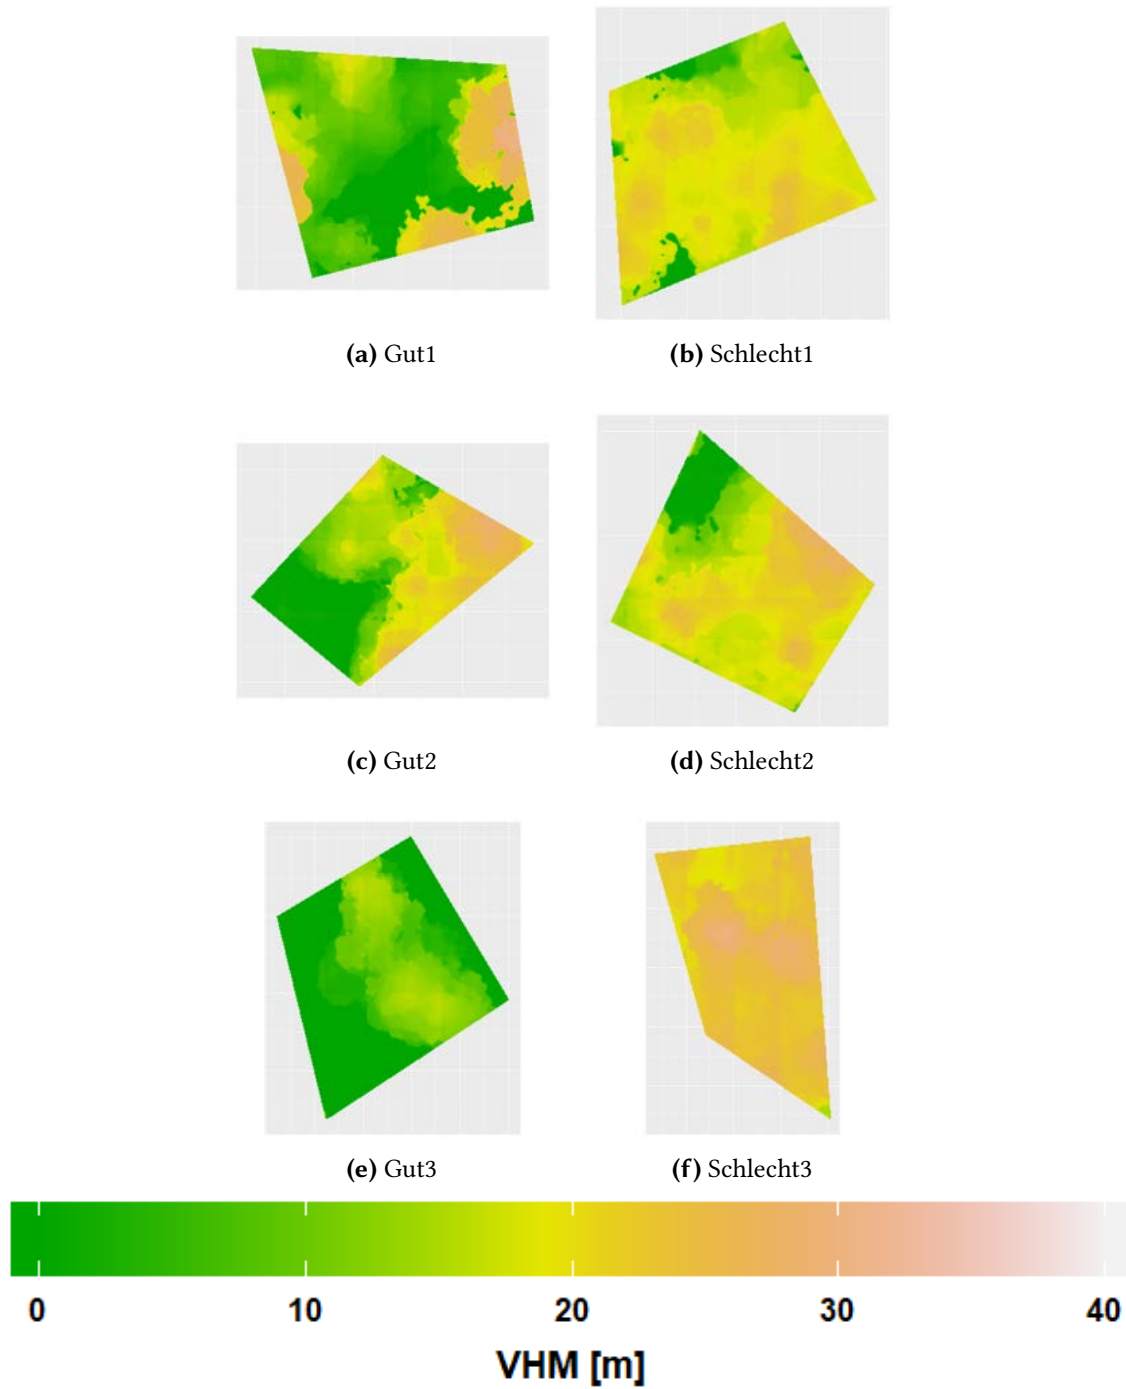 (a) Gut1
(b) Schlecht1
(c) Gut2
(d) Schlecht2
(e) Gut3
(f) Schlecht3
0 10 20 30 40
VHM [m]